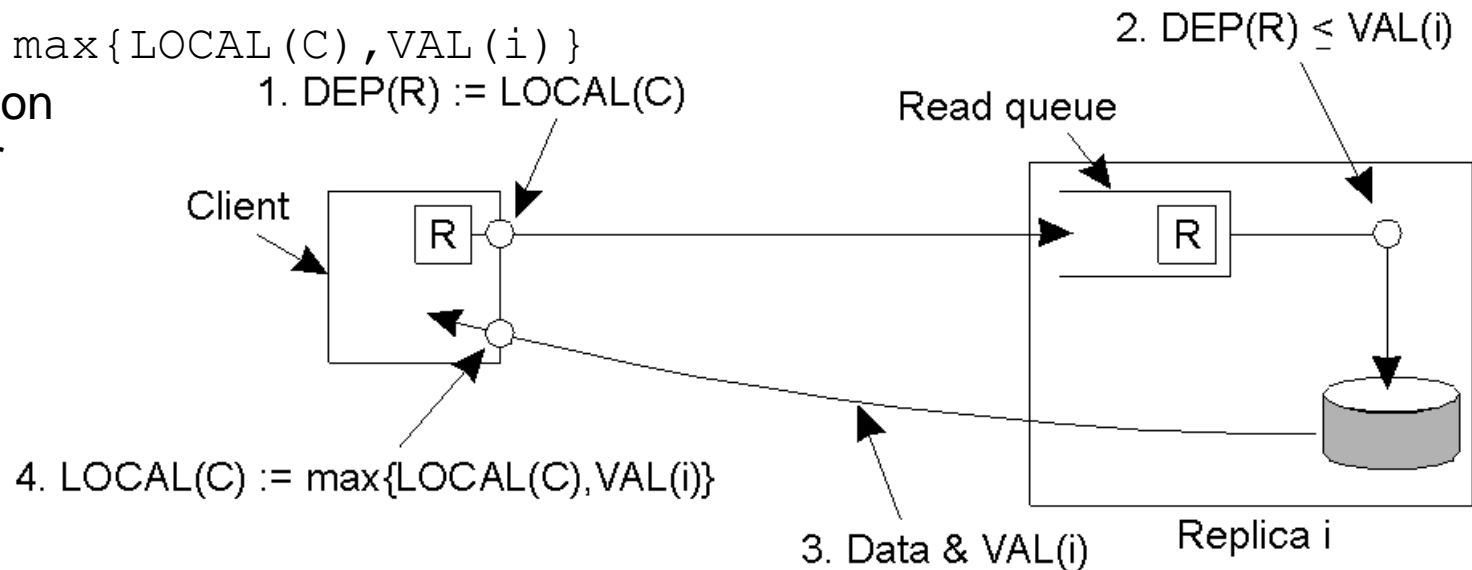 max{LOCAL(C),VAL(i)}
on
1. DEP(R) := LOCAL(C)
2. DEP(R) ≤ VAL(i)
Read queue
Client
R
R
4. LOCAL(C) := max{LOCAL(C),VAL(i)}
3. Data & VAL(i)
Replica i